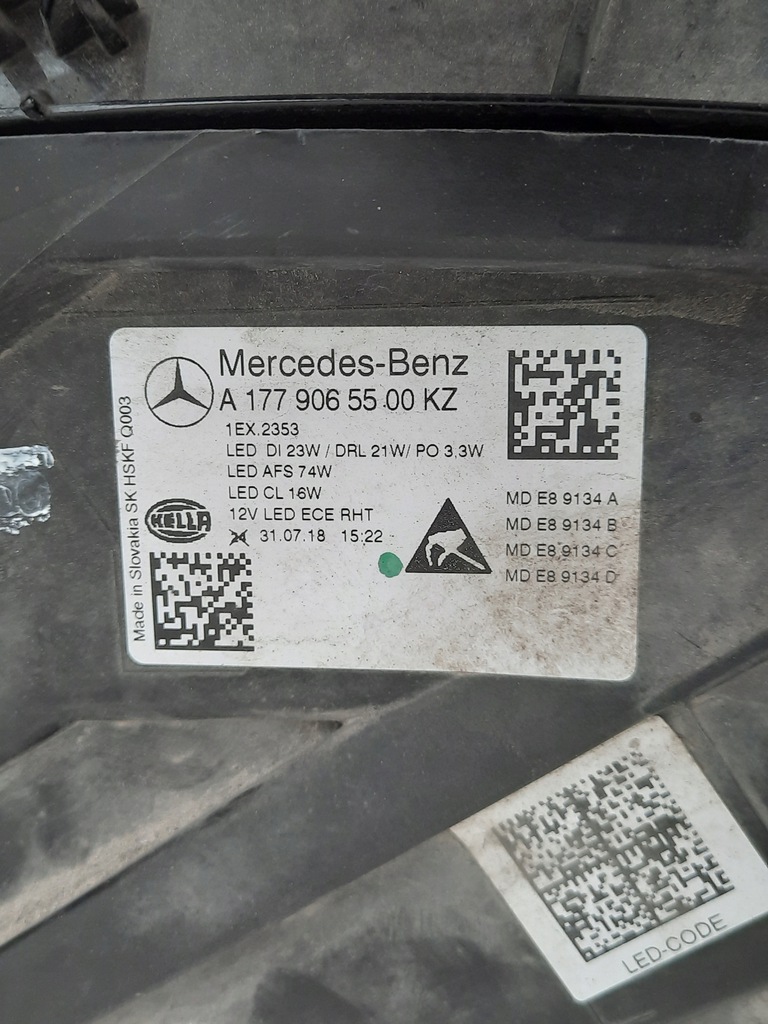 Mercedes-Benz
A 177 906 55 00 KZ
1EX.2353
LED DI 23W / DRL 21W/ PO 3,3W
LED AFS 74W
LED CL 16W
12V LED ECE RHT
31.07.18 15:22
HELLA
Made in Slovakia SK HSKF Q003
MD E8 9134 A
MD E8 9134 B
MD E8 9134 C
MD E8 9134 D
LED-CODE